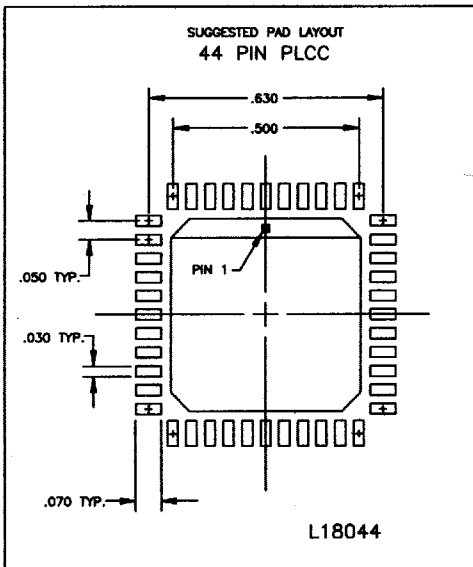 SUGGESTED PAD LAYOUT
44 PIN PLCC
.630
.500
PIN 1
.050 TYP.
.030 TYP.
.070 TYP.
L18044